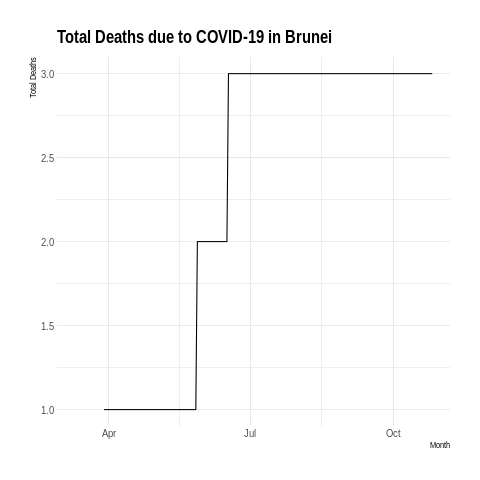 Total Deaths due to COVID-19 in Brunei
Total Deaths
3.0
2.5
2.0
1.5
1.0
Apr Jul Oct
Month